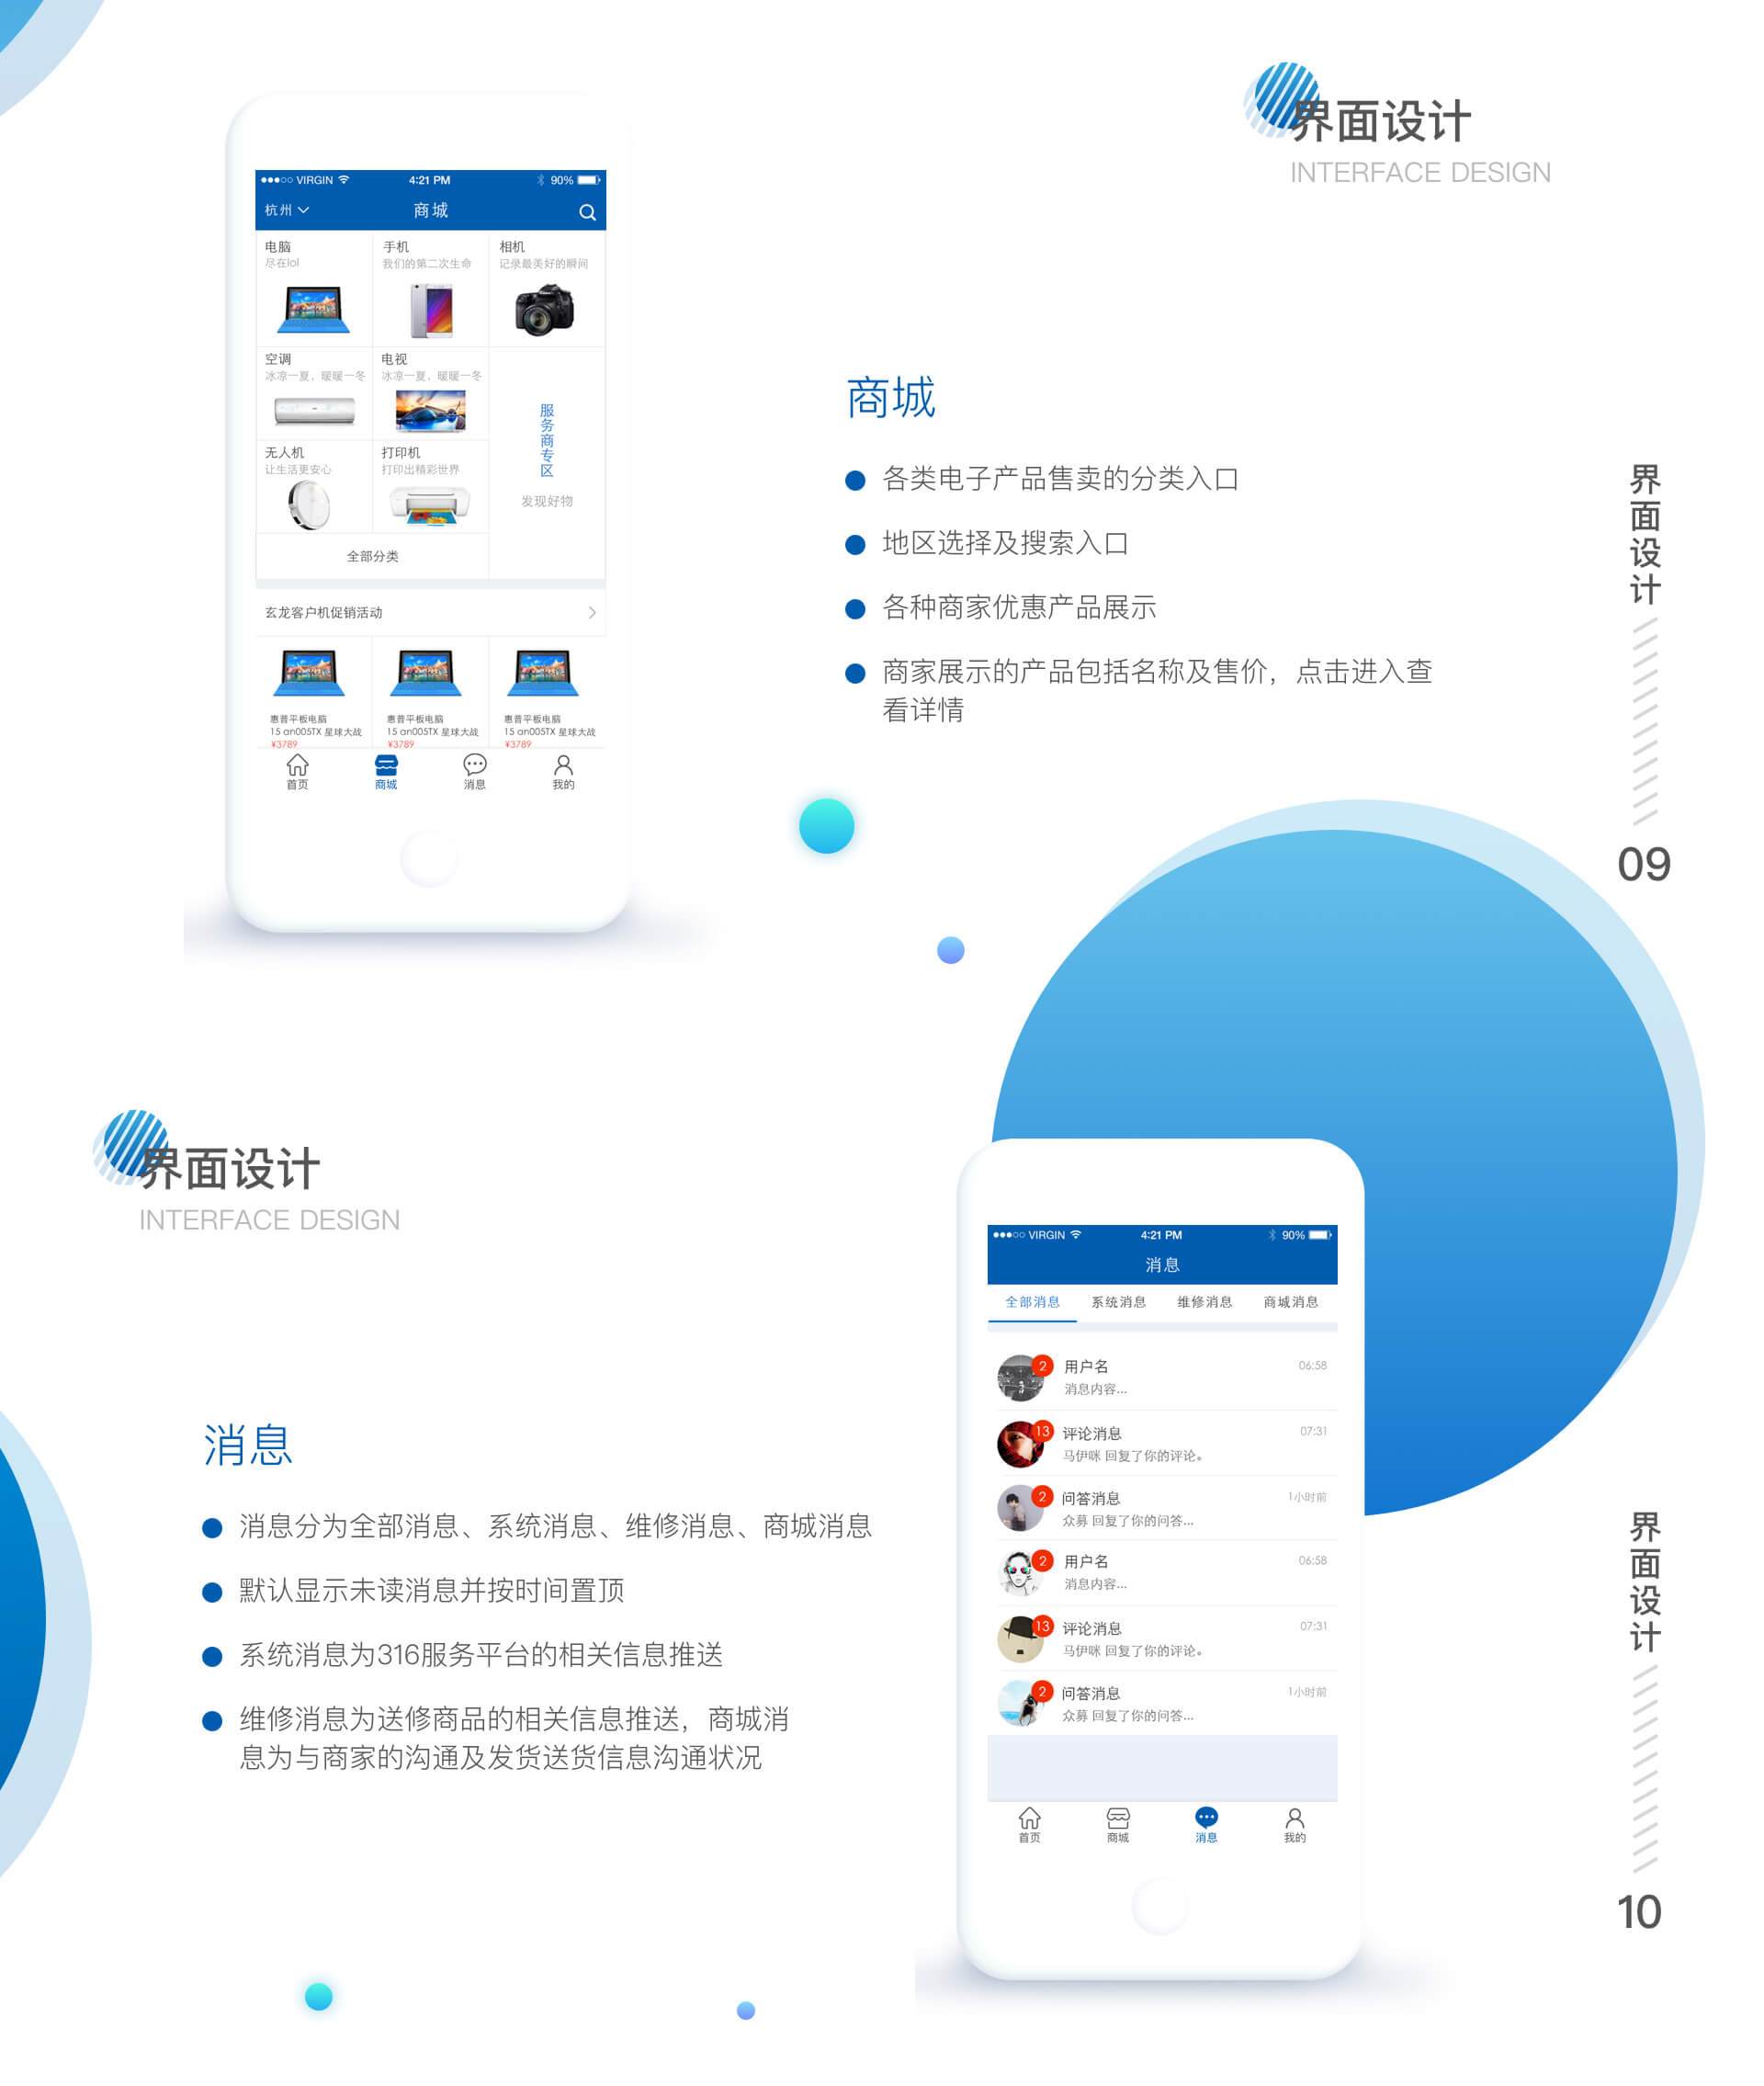 界面设计
INTERFACE DESIGN
VIRGIN
4:21 PM
90%
杭州
商城
电脑
尽在lol
手机
我们的第二次生命
相机
记录最美好的瞬间
空调
冰凉一夏，暖暖一冬
电视
冰凉一夏，暖暖一冬
服务商专区
发现好物
无人机
让生活更安心
打印机
打印出精彩世界
全部分类
玄龙客户机促销活动
惠普平板电脑
15 an005TX 星球大战
¥3789
惠普平板电脑
15 an005TX 星球大战
¥3789
惠普平板电脑
15 an005TX 星球大战
¥3789
首页
商城
消息
我的
商城
各类电子产品售卖的分类入口
地区选择及搜索入口
各种商家优惠产品展示
商家展示的产品包括名称及售价，点击进入查
看详情
界面设计
09
界面设计
INTERFACE DESIGN
消息
消息分为全部消息、系统消息、维修消息、商城消息
默认显示未读消息并按时间置顶
系统消息为316服务平台的相关信息推送
维修消息为送修商品的相关信息推送，商城消
息为与商家的沟通及发货送货信息沟通状况
VIRGIN
4:21 PM
90%
消息
全部消息
系统消息
维修消息
商城消息
2
用户名
06:58
消息内容...
13
评论消息
07:31
马伊咪 回复了你的评论。
2
问答消息
1小时前
众募 回复了你的问答...
2
用户名
06:58
消息内容...
13
评论消息
07:31
马伊咪 回复了你的评论。
2
问答消息
1小时前
众募 回复了你的问答...
首页
商城
消息
我的
界面设计
10